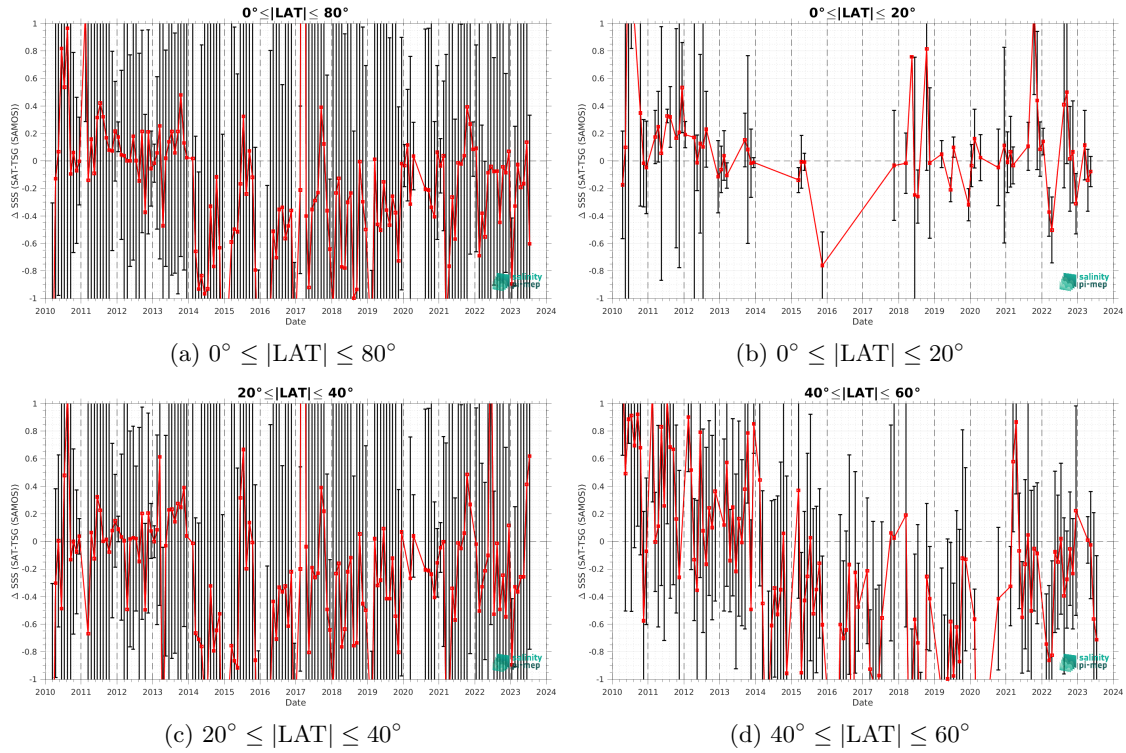 0°≤|LAT|≤ 80°
Δ SSS (SAT-TSG (SAMOS))
1
0.8
0.6
0.4
0.2
0
-0.2
-0.4
-0.6
-0.8
-1
2010 2011 2012 2013 2014 2015 2016 2017 2018 2019 2020 2021 2022 2023 2024
Date
salinity
pi-mep
(a) 0° ≤ |LAT| ≤ 80°
0°≤|LAT|≤ 20°
Δ SSS (SAT-TSG (SAMOS))
1
0.8
0.6
0.4
0.2
0
-0.2
-0.4
-0.6
-0.8
-1
2010 2011 2012 2013 2014 2015 2016 2017 2018 2019 2020 2021 2022 2023 2024
Date
salinity
pi-mep
(b) 0° ≤ |LAT| ≤ 20°
20°≤|LAT|≤ 40°
Δ SSS (SAT-TSG (SAMOS))
1
0.8
0.6
0.4
0.2
0
-0.2
-0.4
-0.6
-0.8
-1
2010 2011 2012 2013 2014 2015 2016 2017 2018 2019 2020 2021 2022 2023 2024
Date
salinity
pi-mep
(c) 20° ≤ |LAT| ≤ 40°
40°≤|LAT|≤ 60°
Δ SSS (SAT-TSG (SAMOS))
1
0.8
0.6
0.4
0.2
0
-0.2
-0.4
-0.6
-0.8
-1
2010 2011 2012 2013 2014 2015 2016 2017 2018 2019 2020 2021 2022 2023 2024
Date
salinity
pi-mep
(d) 40° ≤ |LAT| ≤ 60°